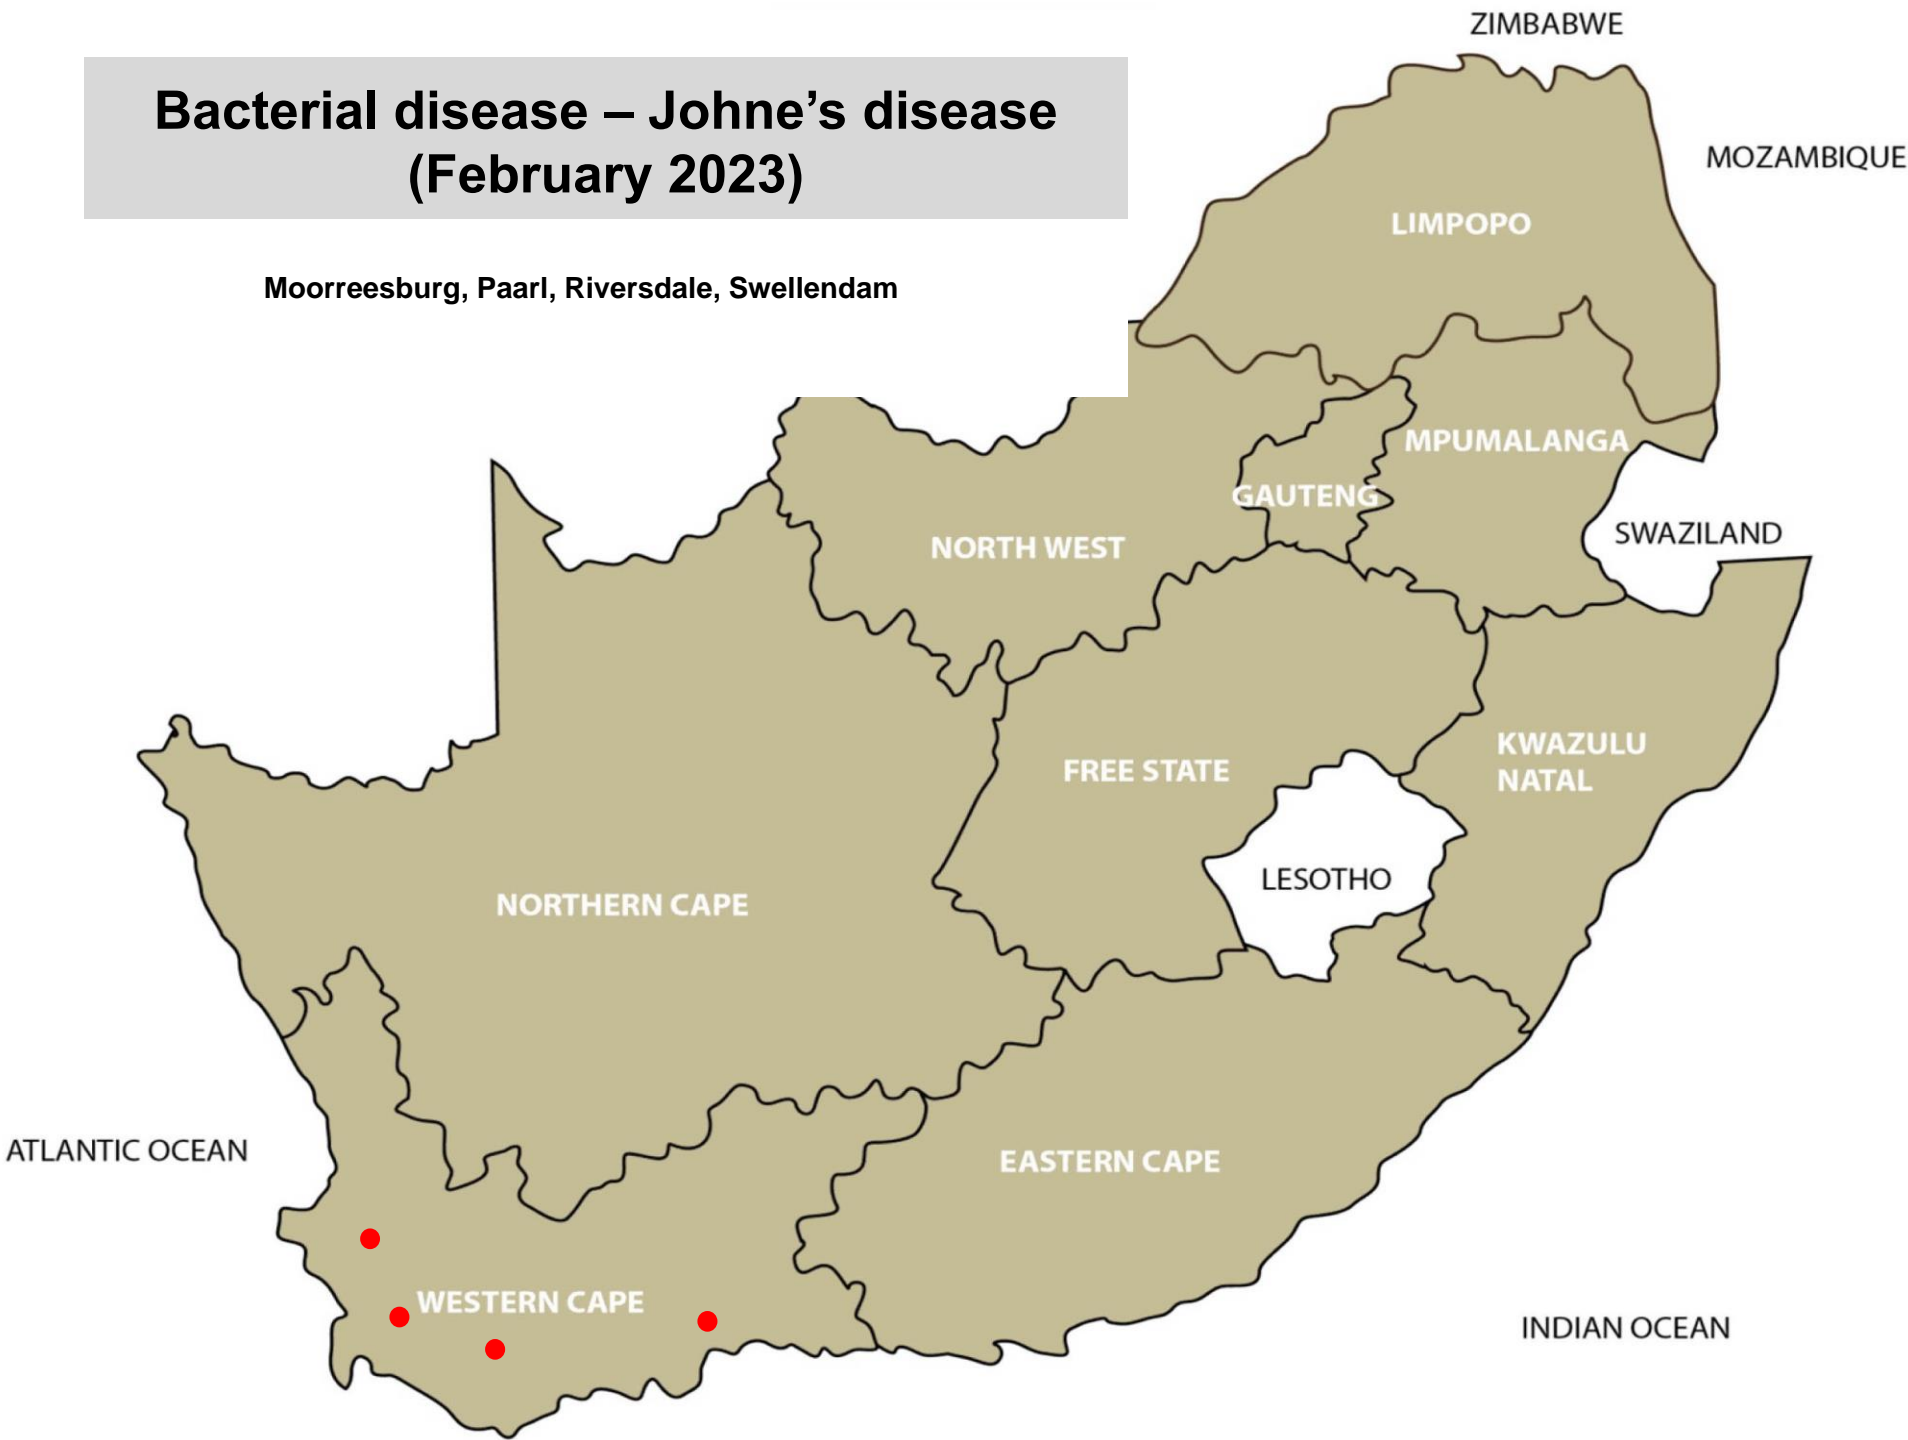 ZIMBABWE
Bacterial disease – Johne's disease
(February 2023)
MOZAMBIQUE
LIMPOPO
Moorreesburg, Paarl, Riversdale, Swellendam
MPUMALANGA
GAUTENG
SWAZILAND
NORTH WEST
KWAZULU
NATAL
FREE STATE
LESOTHO
NORTHERN CAPE
ATLANTIC OCEAN
EASTERN CAPE
WESTERN CAPE
INDIAN OCEAN